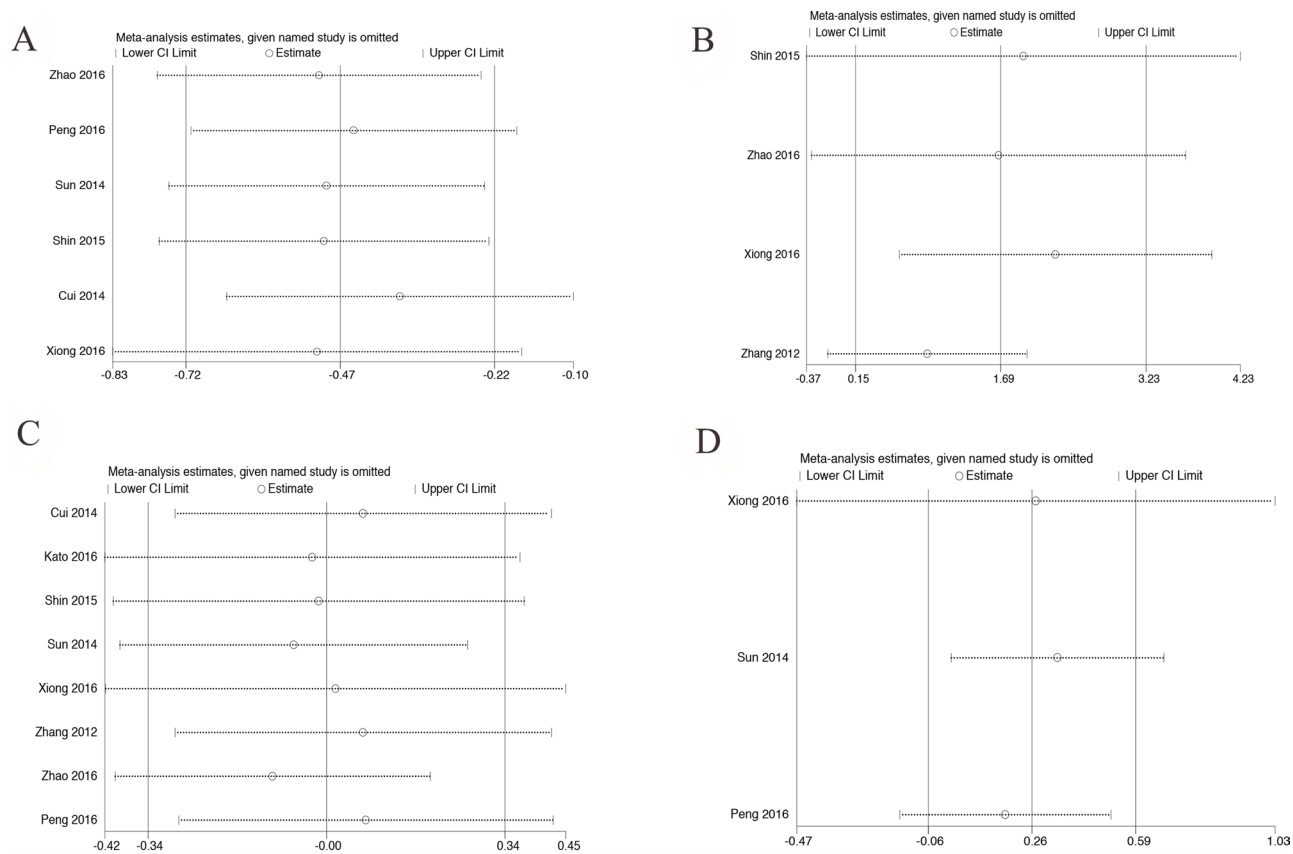 A
Meta-analysis estimates, given named study is omitted
Lower CI Limit Estimate Upper CI Limit
Zhao 2016
Peng 2016
Sun 2014
Shin 2015
Cui 2014
Xiong 2016
-0.83 -0.72 -0.47 -0.22 -0.10
B
Meta-analysis estimates, given named study is omitted
Lower CI Limit Estimate Upper CI Limit
Shin 2015
Zhao 2016
Xiong 2016
Zhang 2012
-0.37 0.15 1.69 3.23 4.23
C
Meta-analysis estimates, given named study is omitted
Lower CI Limit Estimate Upper CI Limit
Cui 2014
Kato 2016
Shin 2015
Sun 2014
Xiong 2016
Zhang 2012
Zhao 2016
Peng 2016
-0.42 -0.34 -0.00 0.34 0.45
D
Meta-analysis estimates, given named study is omitted
Lower CI Limit Estimate Upper CI Limit
Xiong 2016
Sun 2014
Peng 2016
-0.47 -0.06 0.26 0.59 1.03